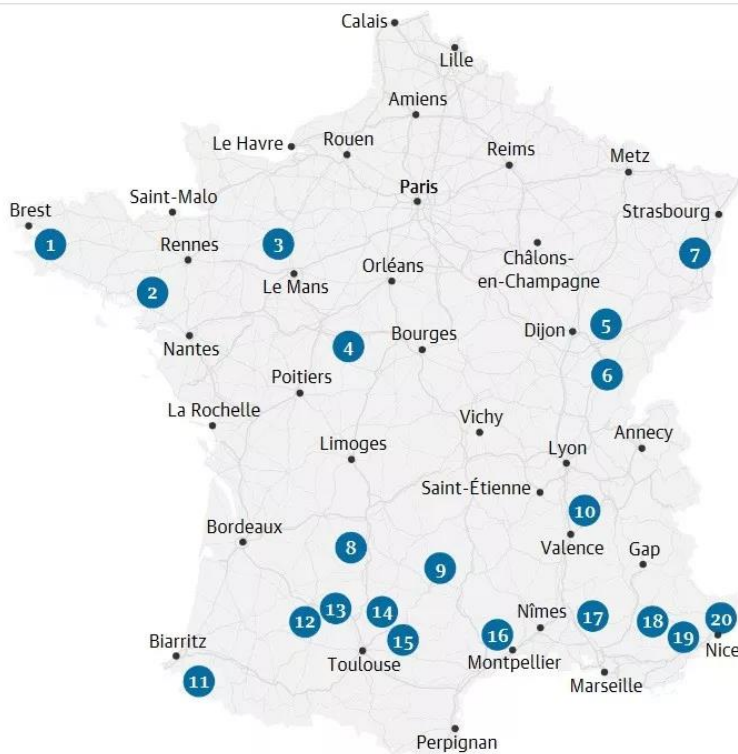 Calais
Lille
Amiens
Le Havre
Rouen
Reims
Metz
Paris
Saint-Malo
Strasbourg
Brest
1
Rennes
3
Châlons-
en-Champagne
7
2
Le Mans
Orléans
Nantes
4
Bourges
Dijon
5
6
Poitiers
La Rochelle
Vichy
Annecy
Limoges
Lyon
Saint-Étienne
10
Bordeaux
8
Valence
Gap
9
12
13
14
Nîmes
17
18
20
Biarritz
15
16
19
Nice
Toulouse
Montpellier
11
Marseille
Perpignan